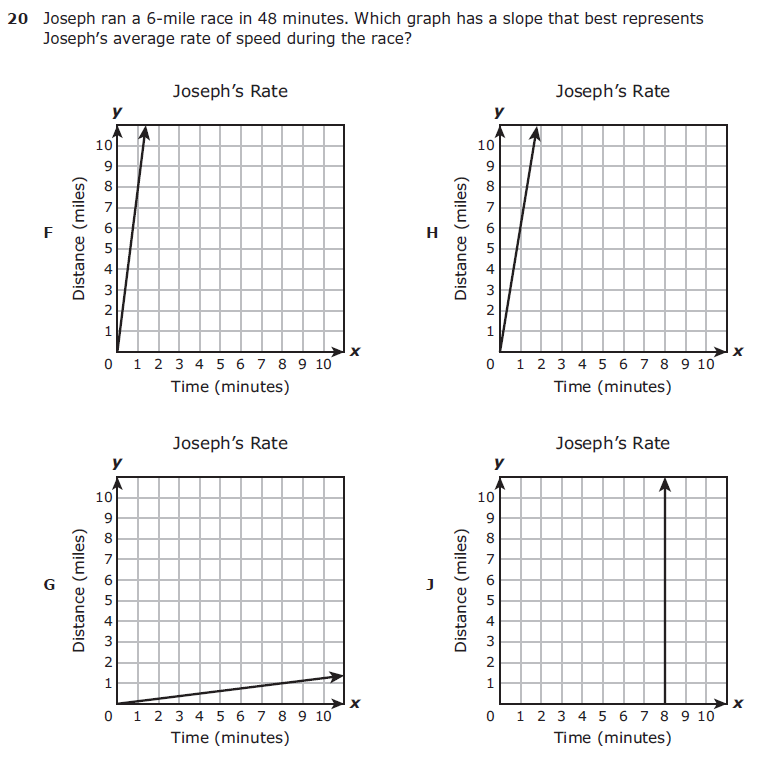 20 Joseph ran a 6-mile race in 48 minutes. Which graph has a slope that best represents
Joseph’s average rate of speed during the race?
F
Joseph’s Rate
y
Distance (miles)
10
9
8
7
6
5
4
3
2
1
0 1 2 3 4 5 6 7 8 9 10
x
Time (minutes)
H
Joseph’s Rate
y
Distance (miles)
10
9
8
7
6
5
4
3
2
1
0 1 2 3 4 5 6 7 8 9 10
x
Time (minutes)
G
Joseph’s Rate
y
Distance (miles)
10
9
8
7
6
5
4
3
2
1
0 1 2 3 4 5 6 7 8 9 10
x
Time (minutes)
J
Joseph’s Rate
y
Distance (miles)
10
9
8
7
6
5
4
3
2
1
0 1 2 3 4 5 6 7 8 9 10
x
Time (minutes)